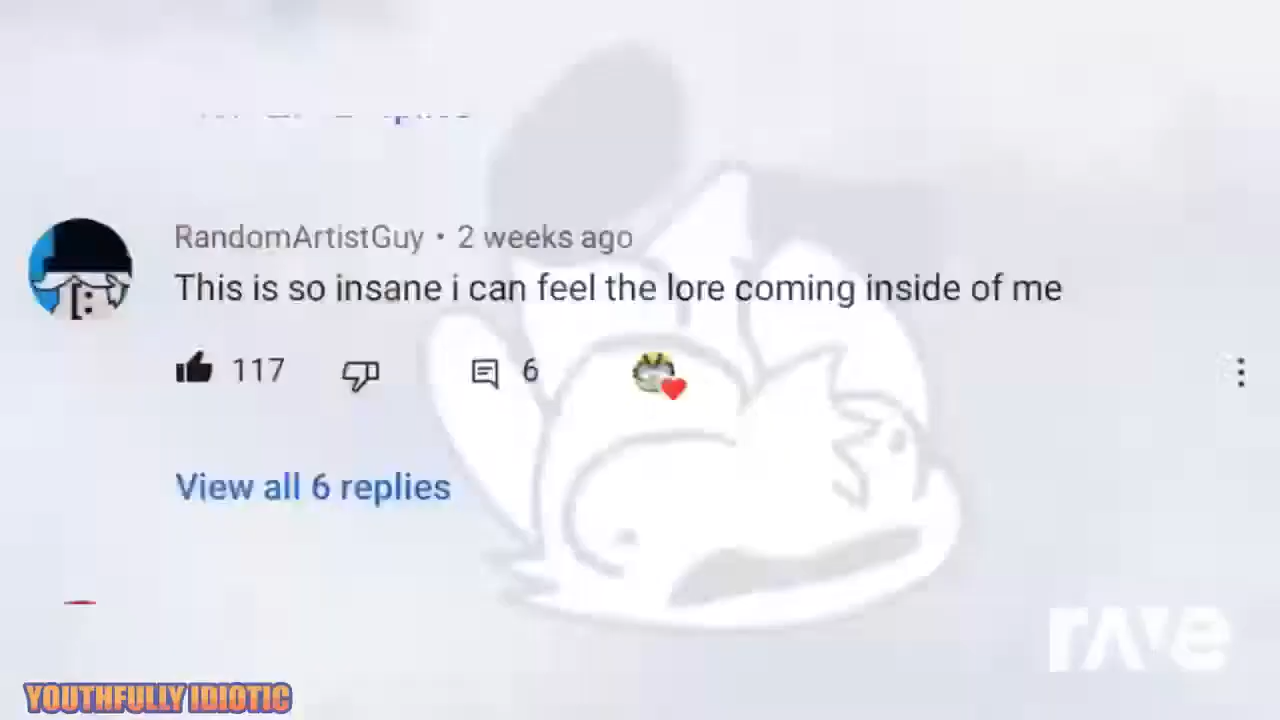 RandomArtistGuy • 2 weeks ago
This is so insane i can feel the lore coming inside of me
117 6
View all 6 replies
rave
YOUTHFULLY IDIOTIC